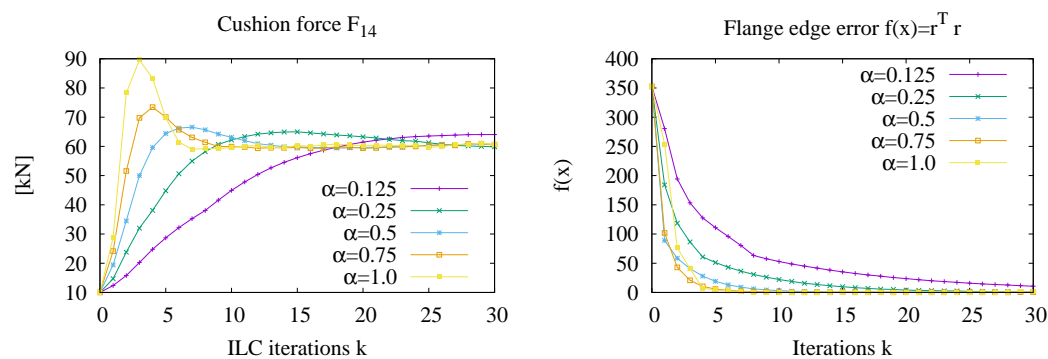 Cushion force F14
90
80
70
60
50
40
30
20
10
[kN]
α=0.125
α=0.25
α=0.5
α=0.75
α=1.0
0 5 10 15 20 25 30
ILC iterations k
Flange edge error f(x)=r^T r
400
350
300
250
200
150
100
50
0
f(x)
α=0.125
α=0.25
α=0.5
α=0.75
α=1.0
0 5 10 15 20 25 30
Iterations k